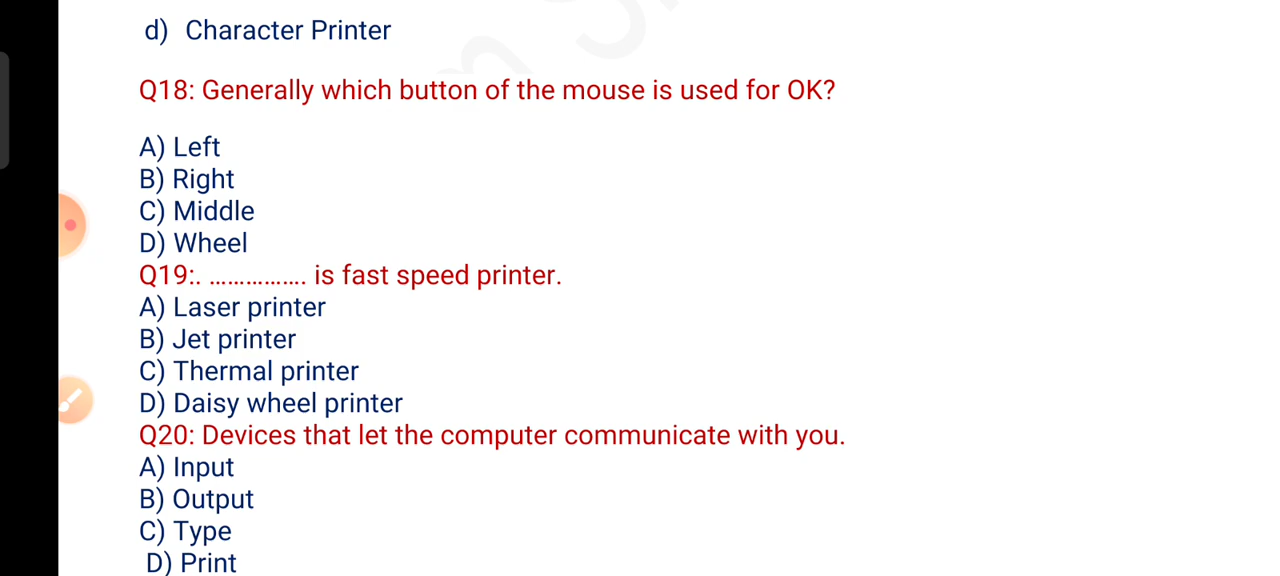 d) Character Printer
Q18: Generally which button of the mouse is used for OK?
A) Left
B) Right
C) Middle
D) Wheel
Q19:. ................ is fast speed printer.
A) Laser printer
B) Jet printer
C) Thermal printer
D) Daisy wheel printer
Q20: Devices that let the computer communicate with you.
A) Input
B) Output
C) Type
D) Print